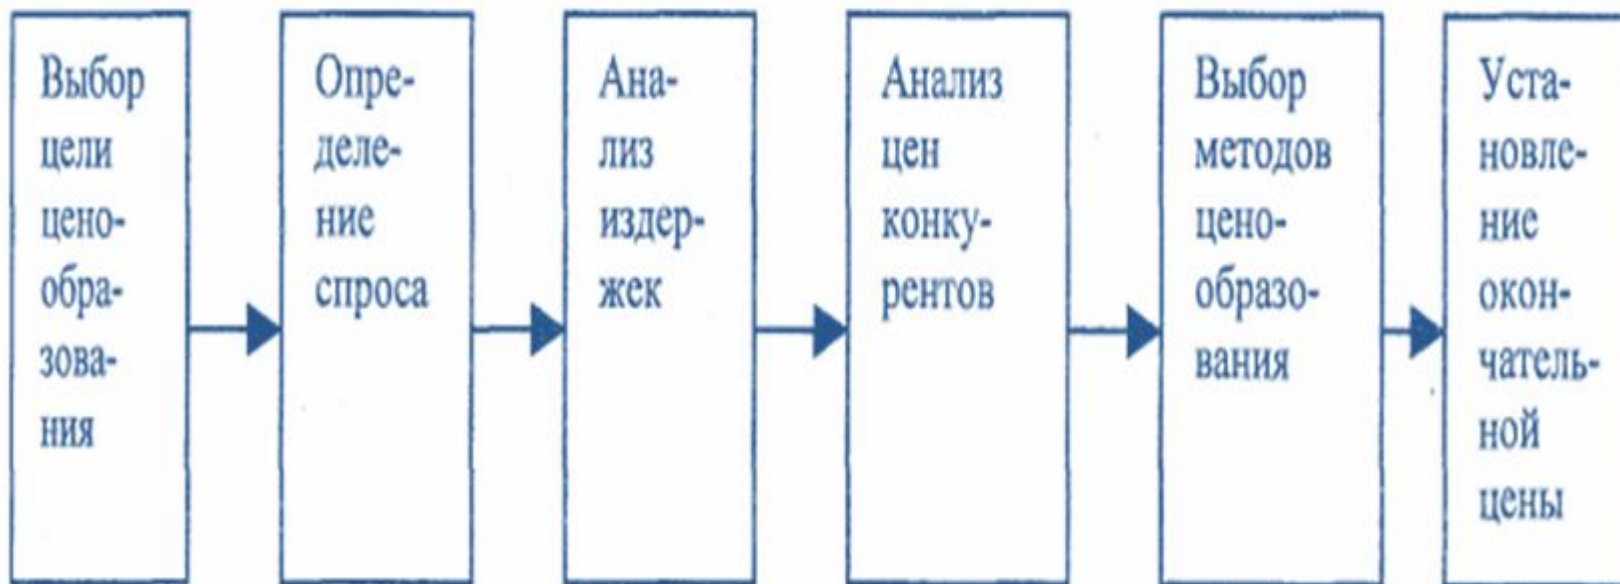 Выбор
цели
цено-
обра-
зова-
ния
Опре-
деле-
ние
спроса
Ана-
лиз
издер-
жек
Анализ
цен
конку-
рентов
Выбор
методов
цено-
образо-
вания
Уста-
новле-
ние
окон-
чатель-
ной
цены